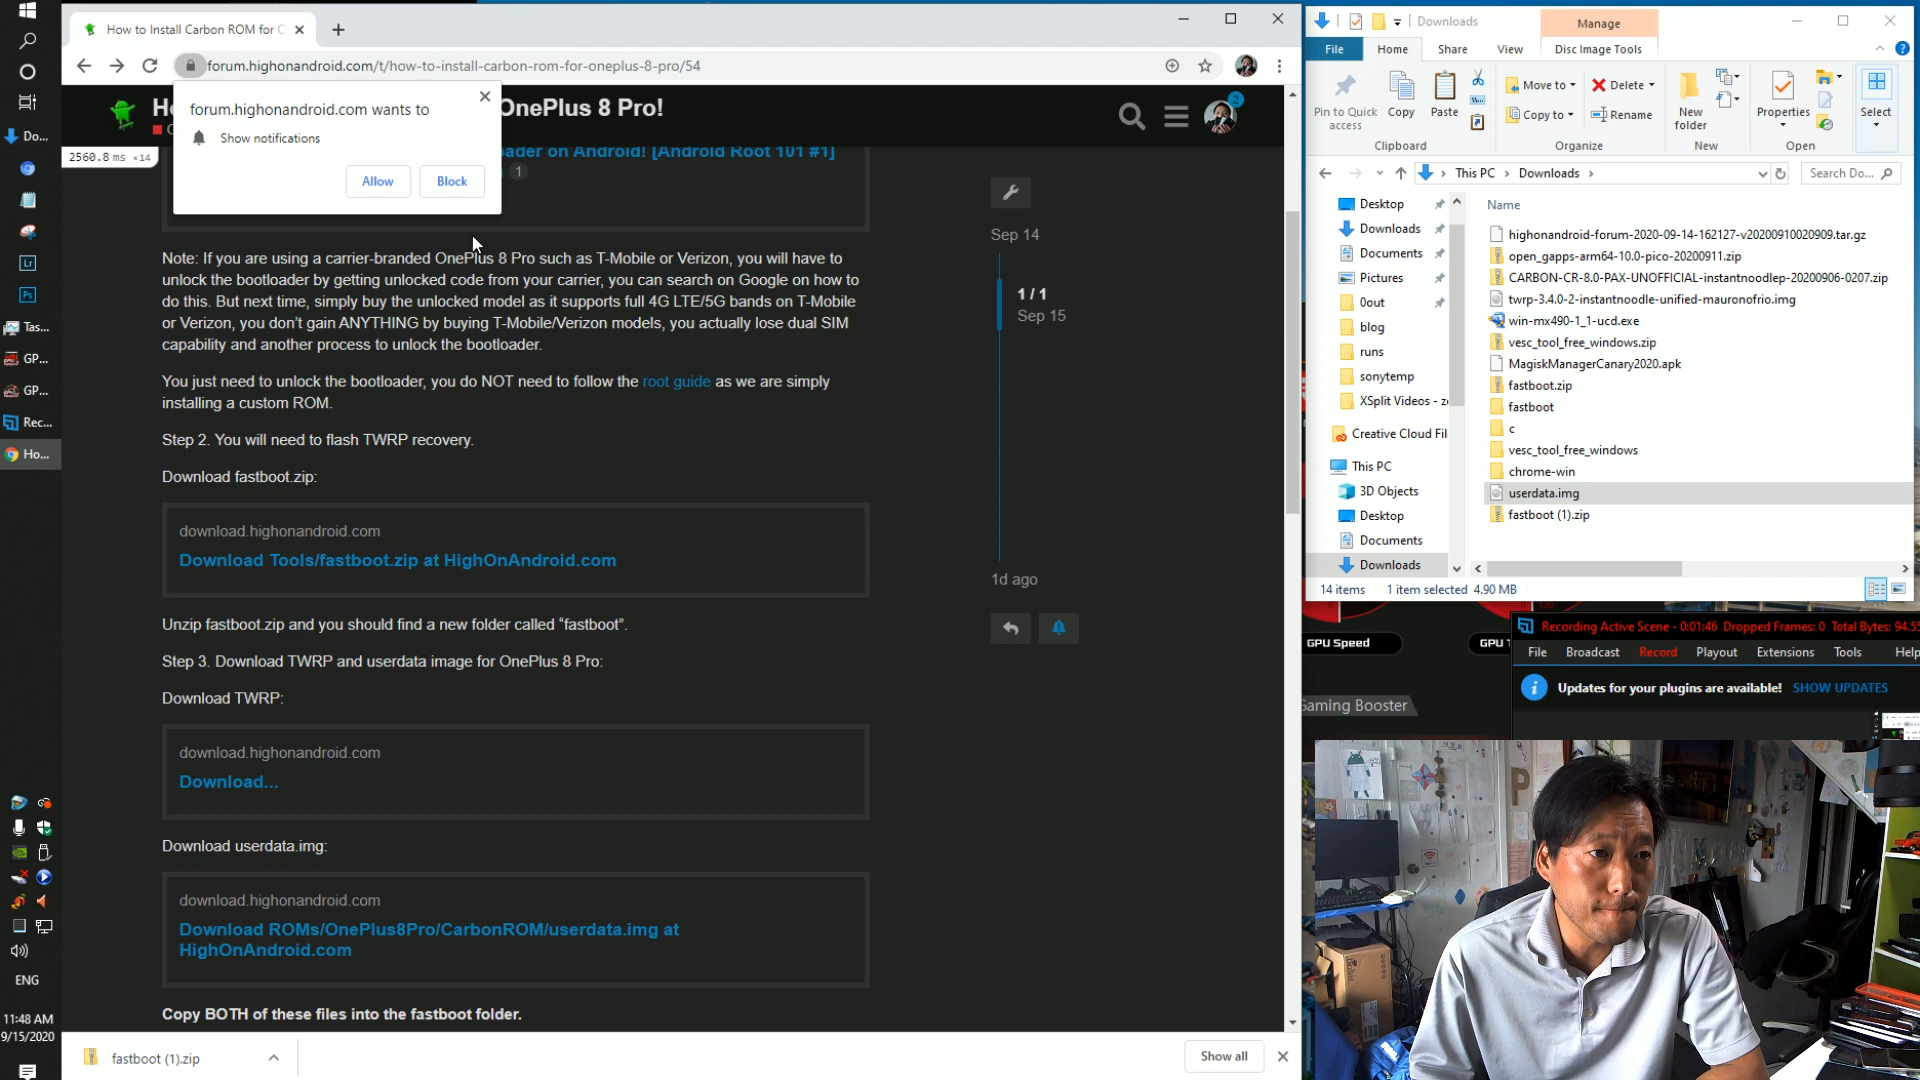 How to Install Carbon ROM for
forum.highonandroid.com/t/how-to-install-carbon-rom-for-oneplus-8-pro/54
H
OnePlus 8 Pro!
forum.highonandroid.com wants to
Show notifications
Allow
Block
2560.8 ms ×14
ader on Android! [Android Root 101 #1]
1
2
Note: If you are using a carrier-branded OnePlus 8 Pro such as T-Mobile or Verizon, you will have to
unlock the bootloader by getting unlocked code from your carrier, you can search on Google on how to
do this. But next time, simply buy the unlocked model as it supports full 4G LTE/5G bands on T-Mobile
or Verizon, you don't gain ANYTHING by buying T-Mobile/Verizon models, you actually lose dual SIM
capability and another process to unlock the bootloader.
You just need to unlock the bootloader, you do NOT need to follow the root guide as we are simply
installing a custom ROM.
Step 2. You will need to flash TWRP recovery.
Download fastboot.zip:
download.highonandroid.com
Download Tools/fastboot.zip at HighOnAndroid.com
Unzip fastboot.zip and you should find a new folder called "fastboot".
Step 3. Download TWRP and userdata image for OnePlus 8 Pro:
Download TWRP:
download.highonandroid.com
Download...
Download userdata.img:
download.highonandroid.com
Download ROMs/OnePlus8Pro/CarbonROM/userdata.img at
HighOnAndroid.com
Copy BOTH of these files into the fastboot folder.
Sep 14
1 / 1
Sep 15
1d ago
fastboot (1).zip
Show all
Do...
Lr
Ps
Tas...
GP...
GP...
Rec...
Ho...
ENG
11:48 AM
9/15/2020
Downloads
Manage
File
Home
Share
View
Disc Image Tools
Pin to Quick
access
Copy
Paste
Move to
Copy to
Delete
Rename
New
folder
Properties
Select
Clipboard
Organize
New
Open
This PC
Downloads
Search Do...
Desktop
Downloads
Documents
Pictures
0out
blog
runs
sonytemp
XSplit Videos - z
Creative Cloud Fil
This PC
3D Objects
Desktop
Documents
Downloads
Name
highonandroid-forum-2020-09-14-162127-v20200910020909.tar.gz
open_gapps-arm64-10.0-pico-20200911.zip
CARBON-CR-8.0-PAX-UNOFFICIAL-instantnoodlep-20200906-0207.zip
twrp-3.4.0-2-instantnoodle-unified-mauronofrio.img
win-mx490-1_1-ucd.exe
vesc_tool_free_windows.zip
MagiskManagerCanary2020.apk
fastboot.zip
fastboot
c
vesc_tool_free_windows
chrome-win
userdata.img
fastboot (1).zip
14 items
1 item selected 4.90 MB
GPU Speed
GPU
Gaming Booster
Recording Active Scene - 0:01:46 Dropped Frames: 0 Total Bytes: 94.55
File
Broadcast
Record
Playout
Extensions
Tools
Help
Updates for your plugins are available! SHOW UPDATES
P